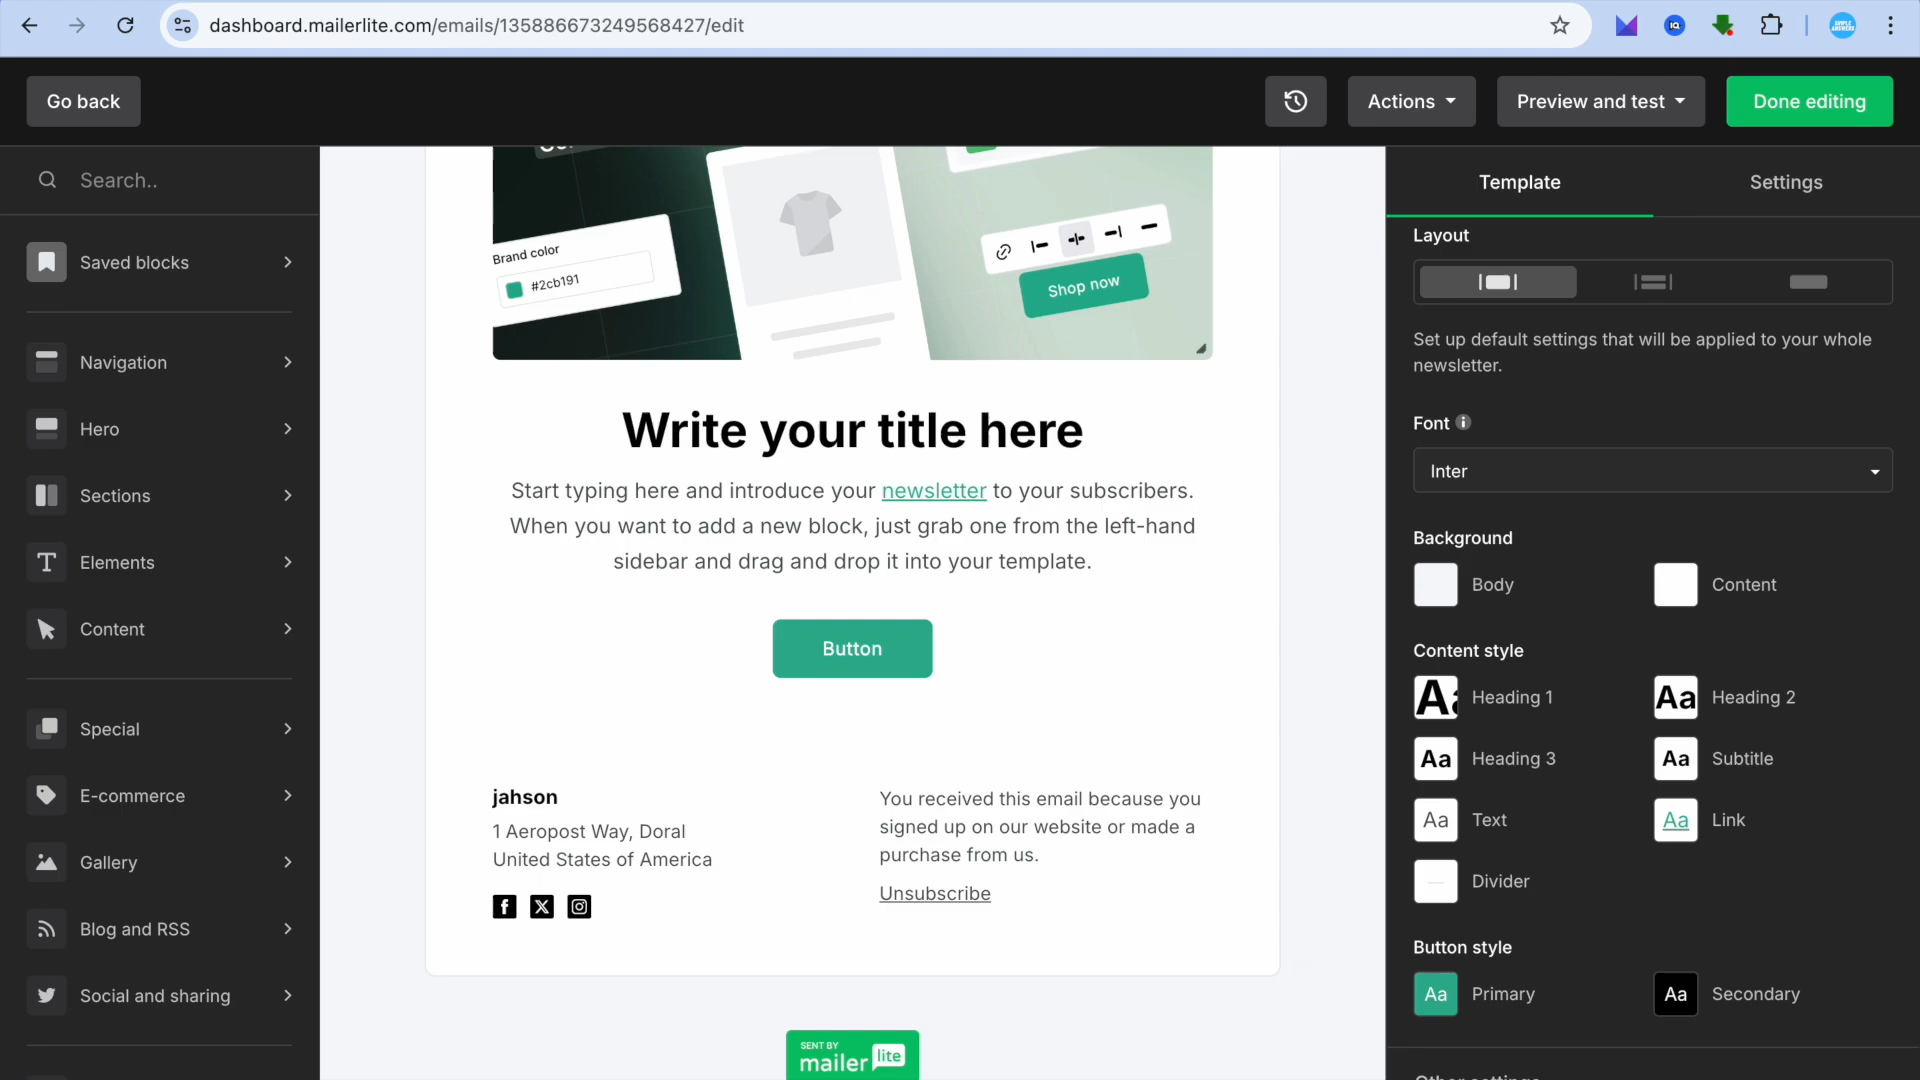 dashboard.mailerlite.com/emails/135886673249568427/edit
Go back
Actions
Preview and test
Done editing
Search..
Saved blocks
Navigation
Hero
Sections
Elements
Content
Special
E-commerce
Gallery
Blog and RSS
Social and sharing
Brand color
#2cb191
Shop now
Write your title here
Start typing here and introduce your newsletter to your subscribers.
When you want to add a new block, just grab one from the left-hand
sidebar and drag and drop it into your template.
Button
jahson
1 Aeropost Way, Doral
United States of America
You received this email because you
signed up on our website or made a
purchase from us.
Unsubscribe
SENT BY
mailer lite
Template
Settings
Layout
Set up default settings that will be applied to your whole
newsletter.
Font
Inter
Background
Body
Content
Content style
Aa Heading 1
Aa Heading 2
Aa Heading 3
Aa Subtitle
Aa Text
Aa Link
Divider
Button style
Aa Primary
Aa Secondary
Other settings